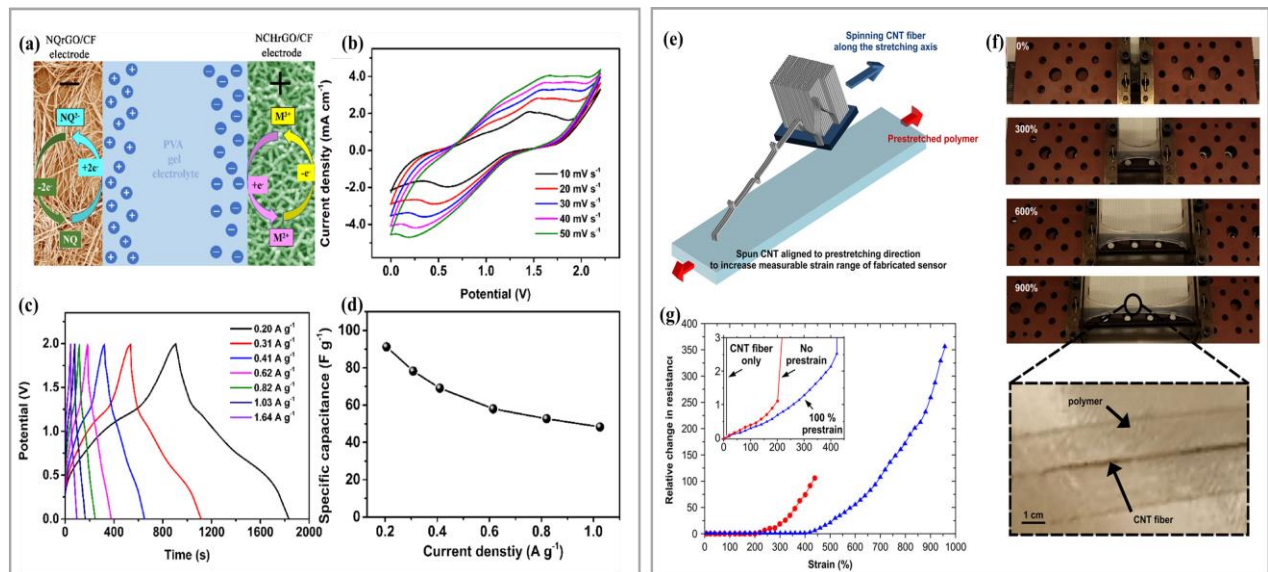 (a)
NQrGO/CF
electrode
NCHrGO/CF
electrode
−
+
NQ²⁻
M³⁺
PVA
gel
electrolyte
-2e⁻
+2e⁻
+e⁻
-e⁻
NQ
M²⁺
(b)
Current density (mA cm⁻¹)
4.0
2.0
0.0
-2.0
-4.0
10 mV s⁻¹
20 mV s⁻¹
30 mV s⁻¹
40 mV s⁻¹
50 mV s⁻¹
0.0 0.5 1.0 1.5 2.0
Potential (V)
(c)
Potential (V)
2.5
2.0
1.5
1.0
0.5
0.0
0.20 A g⁻¹
0.31 A g⁻¹
0.41 A g⁻¹
0.62 A g⁻¹
0.82 A g⁻¹
1.03 A g⁻¹
1.64 A g⁻¹
0 400 800 1200 1600 2000
Time (s)
(d)
Specific capacitance (F g⁻¹)
100
80
60
40
20
0
0.2 0.4 0.6 0.8 1.0
Current denstiy (A g⁻¹)
(e)
Spinning CNT fiber
along the stretching axis
Prestretched polymer
Spun CNT aligned to prestretching direction
to increase measurable strain range of fabricated sensor
(f)
0%
300%
600%
900%
polymer
CNT fiber
1 cm
(g)
Relative change in resistance
400
350
300
250
200
150
100
50
0
3
2
1
0
CNT fiber
only
No
prestrain
100 %
prestrain
0 100 200 300 400
0 100 200 300 400 500 600 700 800 900 1000
Strain (%)